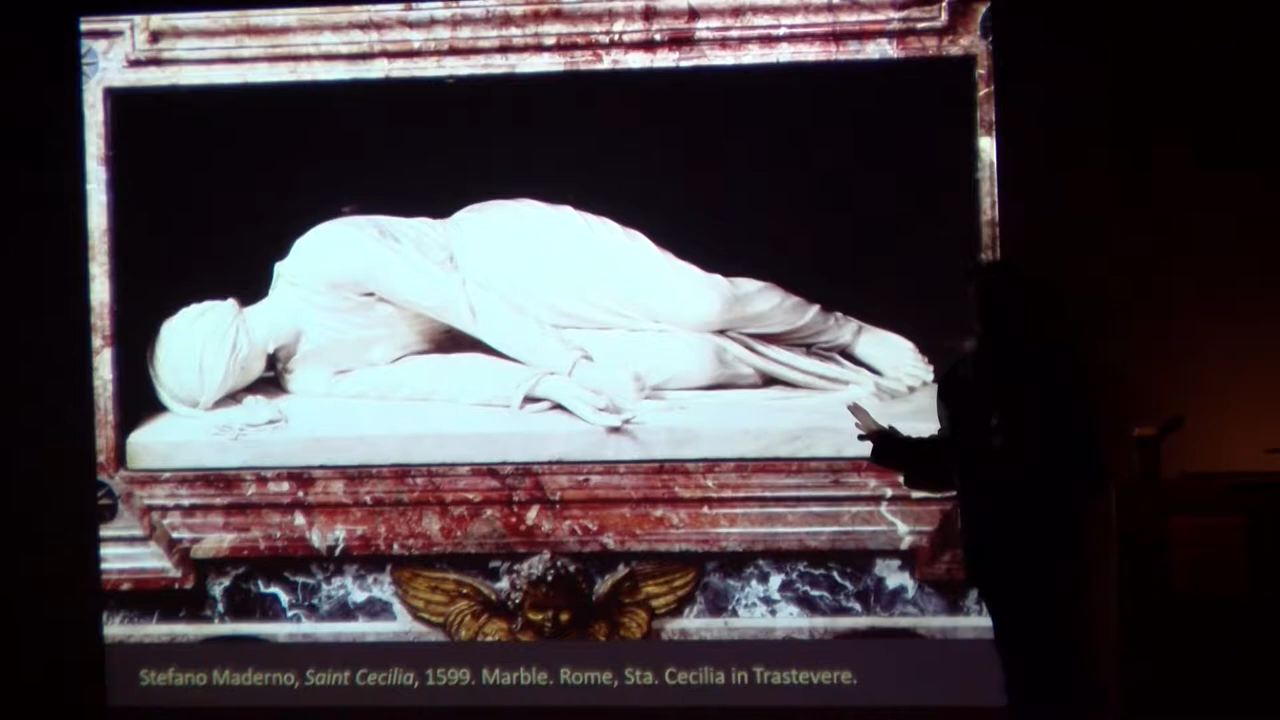 Stefano Maderno, Saint Cecilia, 1599. Marble. Rome, Sta. Cecilia in Trastevere.